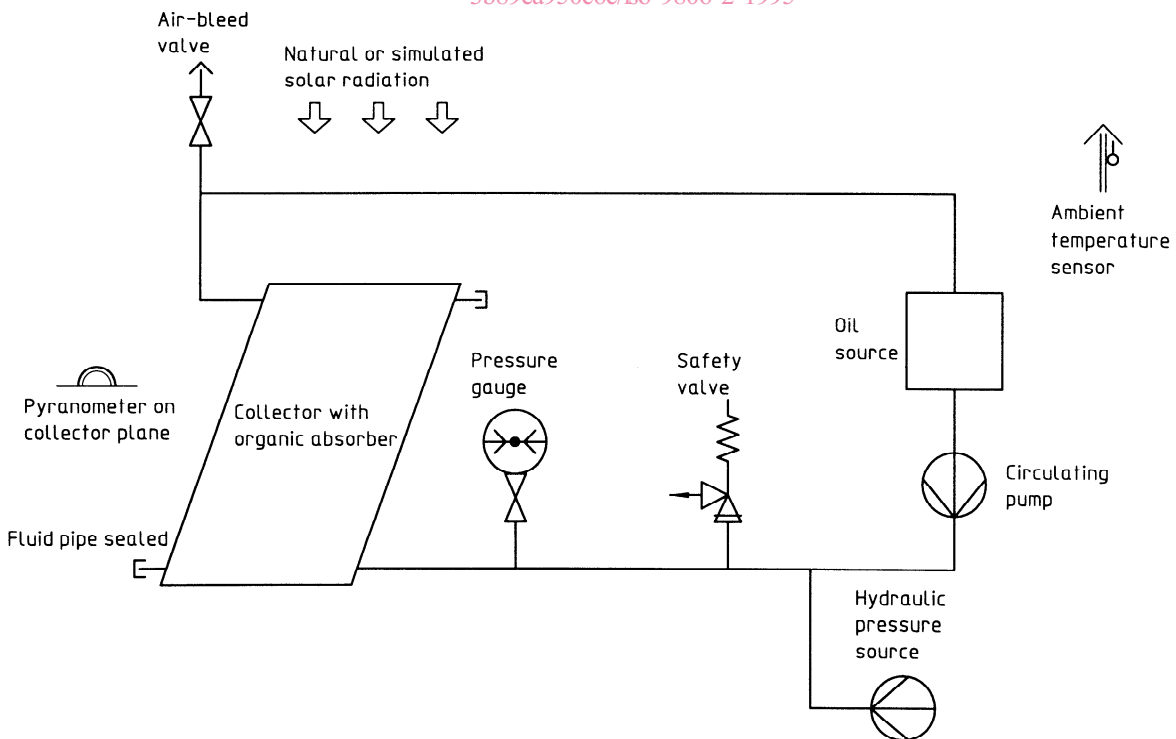 Air-bleed
valve
Natural or simulated
solar radiation
Ambient
temperature
sensor
Oil
source
Pressure
gauge
Safety
valve
Pyranometer on
collector plane
Collector with
organic absorber
Circulating
pump
Fluid pipe sealed
Hydraulic
pressure
source